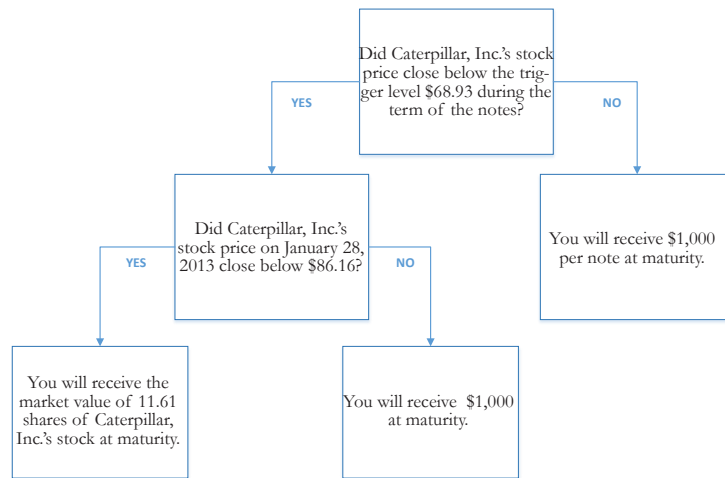 Did Caterpillar, Inc.'s stock
price close below the trig-
ger level $68.93 during the
term of the notes?
YES
NO
Did Caterpillar, Inc.'s
stock price on January 28,
2013 close below $86.16?
You will receive $1,000
per note at maturity.
YES
NO
You will receive the
market value of 11.61
shares of Caterpillar,
Inc.'s stock at maturity.
You will receive $1,000
at maturity.